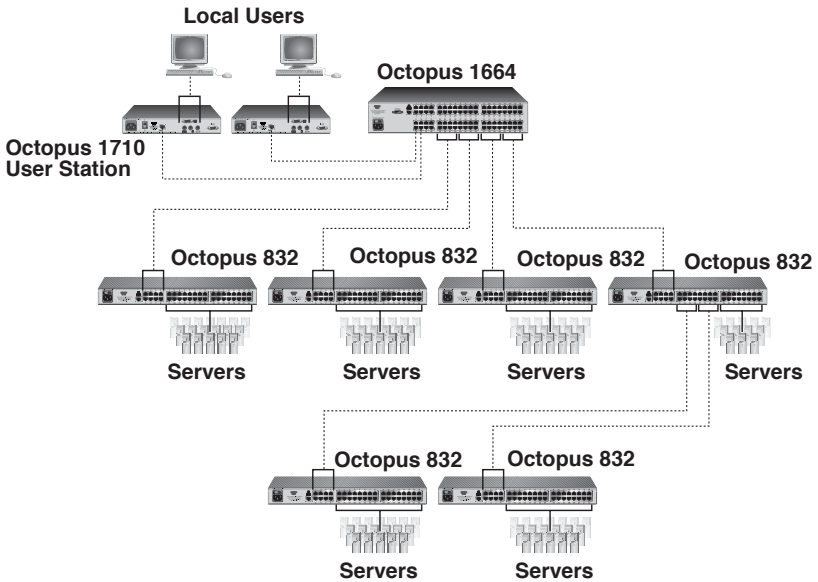 Local Users
Octopus 1664
Octopus 1710
User Station
Octopus 832
Octopus 832
Octopus 832
Octopus 832
Servers
Servers
Servers
Servers
Octopus 832
Octopus 832
Servers
Servers